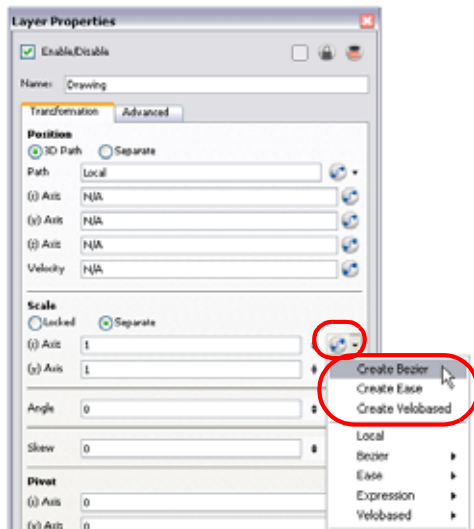 Layer Properties
Enable/Disable
Name: Drawing
Transformation Advanced
Position
3D Path Separate
Path Local
(x) Axis N/A
(y) Axis N/A
(z) Axis N/A
Velocity N/A
Scale
Locked Separate
(x) Axis 1
(y) Axis 1
Create Bezier
Create Ease
Create Velobased
Angle 0
Local
Skew 0
Bezier
Ease
Pivot
Expression
(x) Axis 0
Velobased
(y) Axis 0